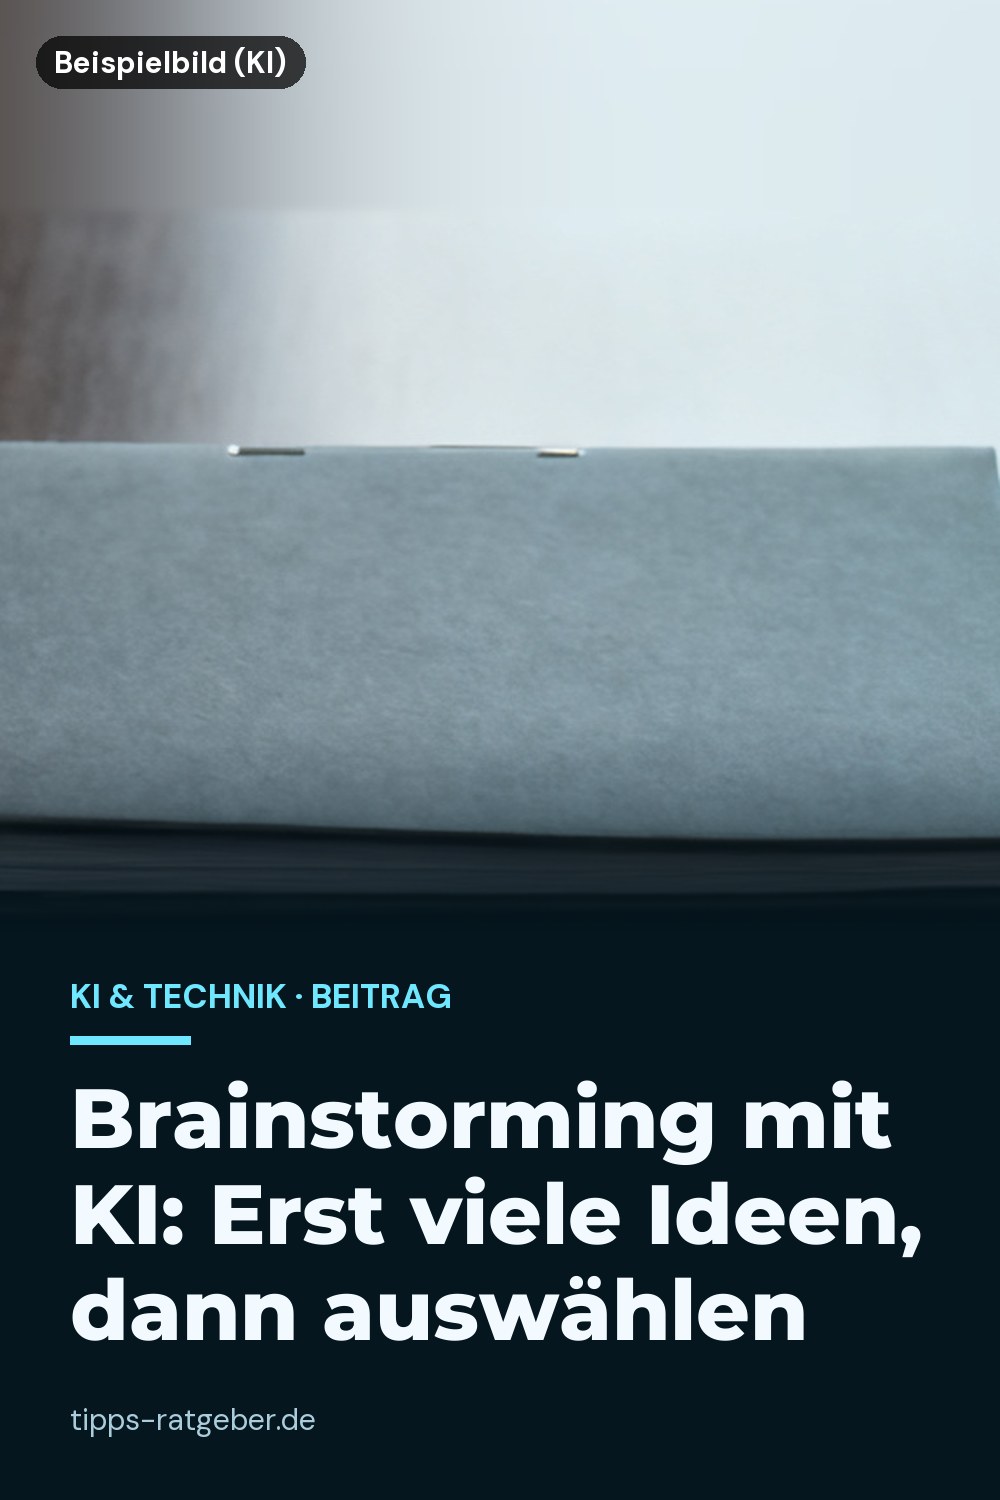 Beispielbild (KI)
KI & TECHNIK · BEITRAG
Brainstorming mit
KI: Erst viele Ideen,
dann auswählen
tipps-ratgeber.de